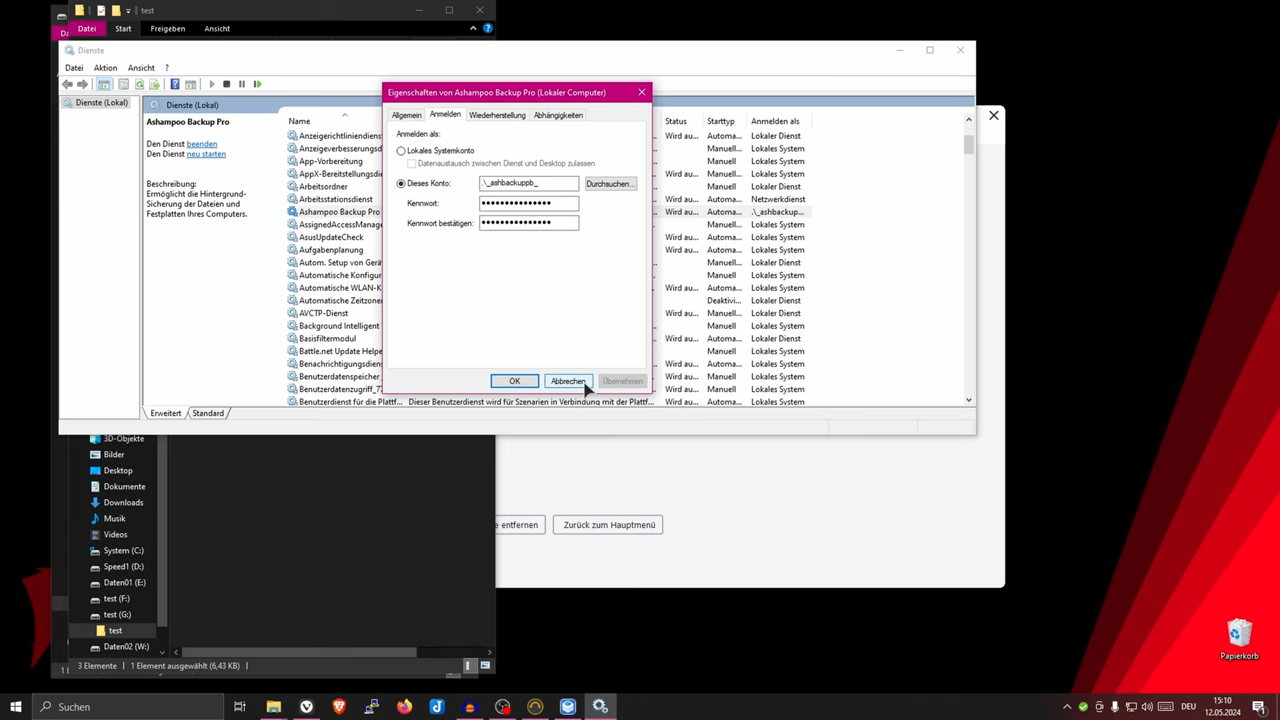 test
Datei Start Freigeben Ansicht
Dienste
Datei Aktion Ansicht ?
Dienste (Lokal)
Dienste (Lokal)
Ashampoo Backup Pro
Den Dienst beenden
Den Dienst neu starten
Beschreibung:
Ermöglicht die Hintergrund-
Sicherung der Dateien und
Festplatten Ihres Computers.
Name
Anzeigerichtliniendienst
Anzeigeverbesserungsd
App-Vorbereitung
AppX-Bereitstellungsdie
Arbeitsordner
Arbeitsstationsdienst
Ashampoo Backup Pro
AssignedAccessManage
AsusUpdateCheck
Aufgabenplanung
Autom. Setup von Gerä
Automatische Konfigur
Automatische WLAN-K
Automatische Zeitzonen
AVCTP-Dienst
Background Intelligent
Basisfiltermodul
Battle.net Update Helpe
Benachrichtigungsdiens
Benutzerdatenspeicher
Benutzerdatenzugriff_7
Benutzerdienst für die Plattf... Dieser Benutzerdienst wird für Szenarien in Verbindung mit der Plattf...
Eigenschaften von Ashampoo Backup Pro (Lokaler Computer)
Allgemein Anmelden Wiederherstellung Abhängigkeiten
Anmelden als:
Lokales Systemkonto
Datenaustausch zwischen Dienst und Desktop zulassen
Dieses Konto: .\_ashbackuppb_ Durchsuchen...
Kennwort: •••••••••••••••
Kennwort bestätigen: •••••••••••••••
OK Abbrechen Übernehmen
Status Starttyp Anmelden als
Wird au... Automa... Lokaler Dienst
Wird au... Automa... Lokales System
Manuell Lokales System
Manuell Lokales System
Manuell Lokaler Dienst
Wird au... Automa... Netzwerkdienst
Wird au... Automa... .\_ashbackup...
Manuell... Lokales System
Wird au... Automa... Lokales System
Wird au... Automa... Lokales System
Manuell... Lokaler Dienst
Manuell... Lokales System
Wird au... Automa... Lokales System
Deaktivi... Lokaler Dienst
Wird au... Manuell... Lokaler Dienst
Manuell Lokales System
Wird au... Automa... Lokaler Dienst
Manuell Lokales System
Wird au... Automa... Lokales System
Wird au... Manuell Lokales System
Wird au... Manuell Lokales System
Wird au... Automa... Lokales System
Erweitert Standard
3D-Objekte
Bilder
Desktop
Dokumente
Downloads
Musik
Videos
System (C:)
Speed1 (D:)
Daten01 (E:)
test (F:)
test (G:)
test
Daten02 (W:)
3 Elemente 1 Element ausgewählt (6,43 KB)
e entfernen Zurück zum Hauptmenü
Papierkorb
Suchen
DEU
15:10
12.05.2024